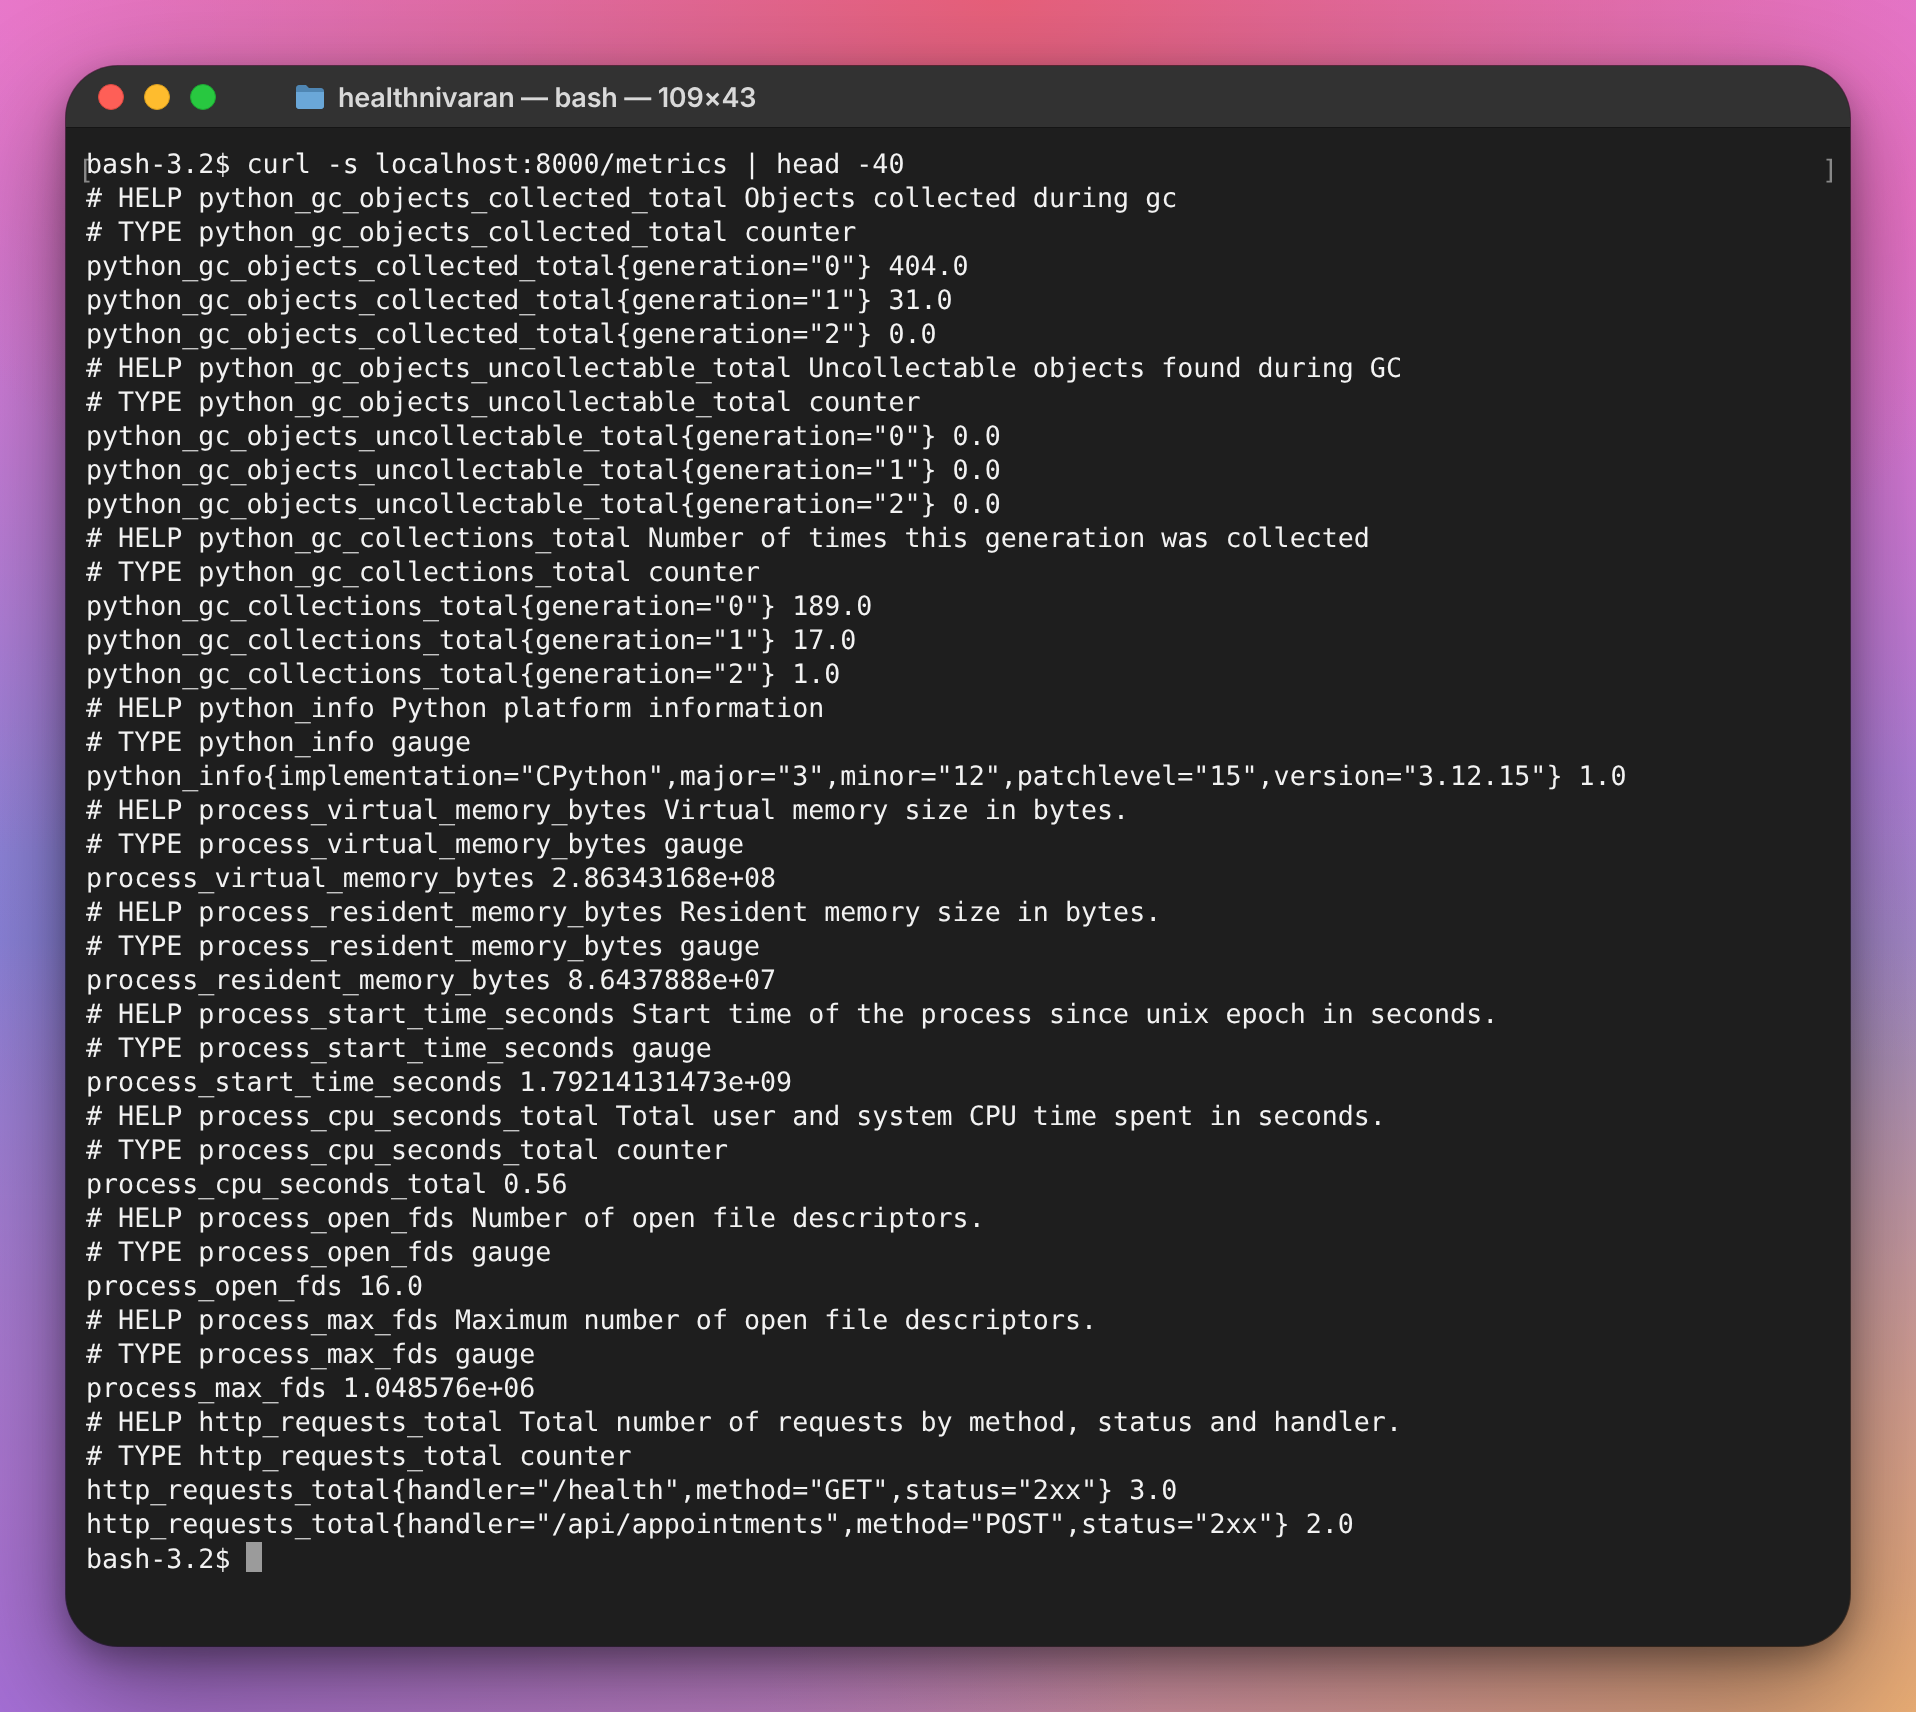 healthnivaran — bash — 109×43
[bash-3.2$ curl -s localhost:8000/metrics | head -40 ]
# HELP python_gc_objects_collected_total Objects collected during gc
# TYPE python_gc_objects_collected_total counter
python_gc_objects_collected_total{generation="0"} 404.0
python_gc_objects_collected_total{generation="1"} 31.0
python_gc_objects_collected_total{generation="2"} 0.0
# HELP python_gc_objects_uncollectable_total Uncollectable objects found during GC
# TYPE python_gc_objects_uncollectable_total counter
python_gc_objects_uncollectable_total{generation="0"} 0.0
python_gc_objects_uncollectable_total{generation="1"} 0.0
python_gc_objects_uncollectable_total{generation="2"} 0.0
# HELP python_gc_collections_total Number of times this generation was collected
# TYPE python_gc_collections_total counter
python_gc_collections_total{generation="0"} 189.0
python_gc_collections_total{generation="1"} 17.0
python_gc_collections_total{generation="2"} 1.0
# HELP python_info Python platform information
# TYPE python_info gauge
python_info{implementation="CPython",major="3",minor="12",patchlevel="15",version="3.12.15"} 1.0
# HELP process_virtual_memory_bytes Virtual memory size in bytes.
# TYPE process_virtual_memory_bytes gauge
process_virtual_memory_bytes 2.86343168e+08
# HELP process_resident_memory_bytes Resident memory size in bytes.
# TYPE process_resident_memory_bytes gauge
process_resident_memory_bytes 8.6437888e+07
# HELP process_start_time_seconds Start time of the process since unix epoch in seconds.
# TYPE process_start_time_seconds gauge
process_start_time_seconds 1.79214131473e+09
# HELP process_cpu_seconds_total Total user and system CPU time spent in seconds.
# TYPE process_cpu_seconds_total counter
process_cpu_seconds_total 0.56
# HELP process_open_fds Number of open file descriptors.
# TYPE process_open_fds gauge
process_open_fds 16.0
# HELP process_max_fds Maximum number of open file descriptors.
# TYPE process_max_fds gauge
process_max_fds 1.048576e+06
# HELP http_requests_total Total number of requests by method, status and handler.
# TYPE http_requests_total counter
http_requests_total{handler="/health",method="GET",status="2xx"} 3.0
http_requests_total{handler="/api/appointments",method="POST",status="2xx"} 2.0
bash-3.2$